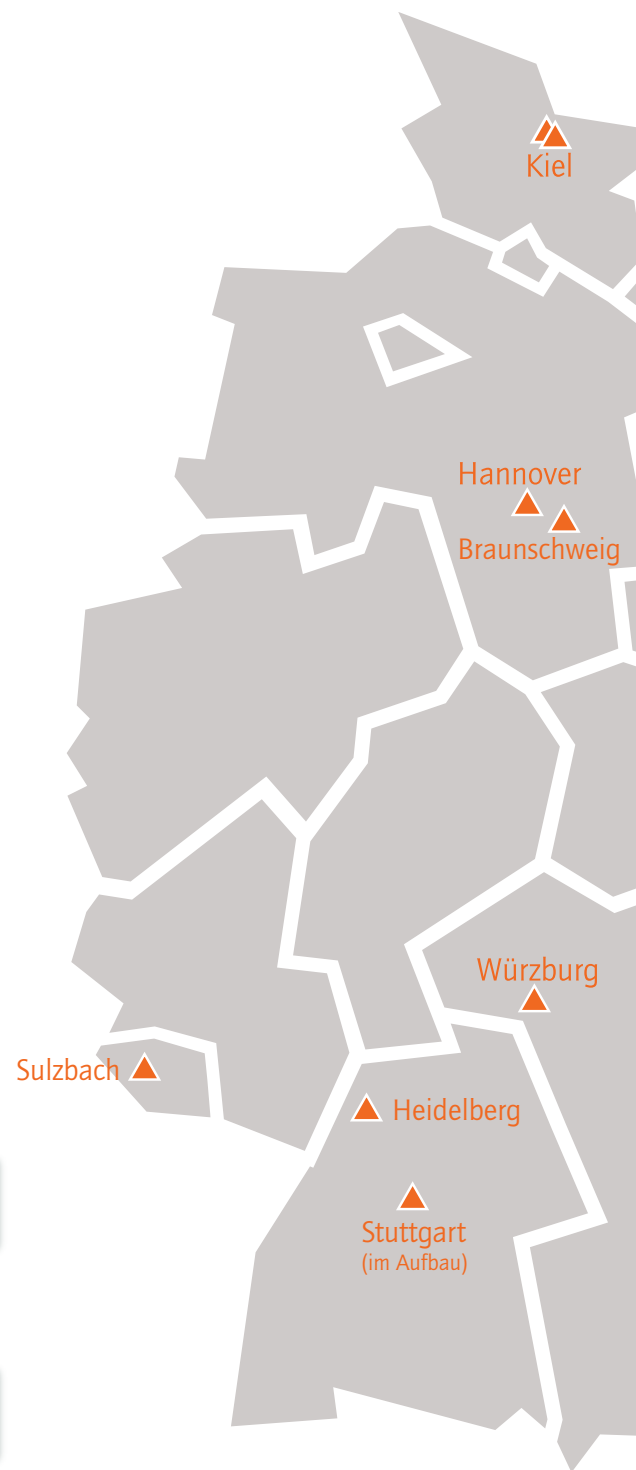 Kiel
Hannover
Braunschweig
Würzburg
Sulzbach
Heidelberg
Stuttgart
(im Aufbau)